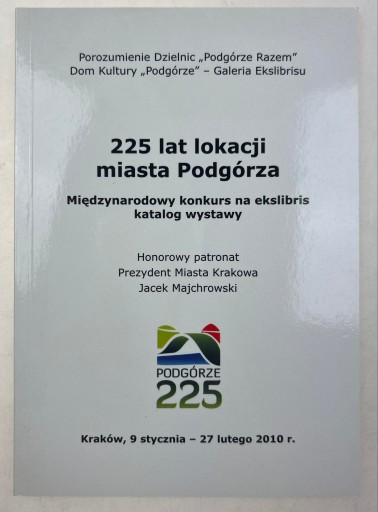 Porozumienie Dzielnic „Podgórze Razem”
Dom Kultury „Podgórze” – Galeria Ekslibrisu
225 lat lokacji
miasta Podgórza
Międzynarodowy konkurs na ekslibris
katalog wystawy
Honorowy patronat
Prezydent Miasta Krakowa
Jacek Majchrowski
PODGÓRZE
225
Kraków, 9 stycznia – 27 lutego 2010 r.